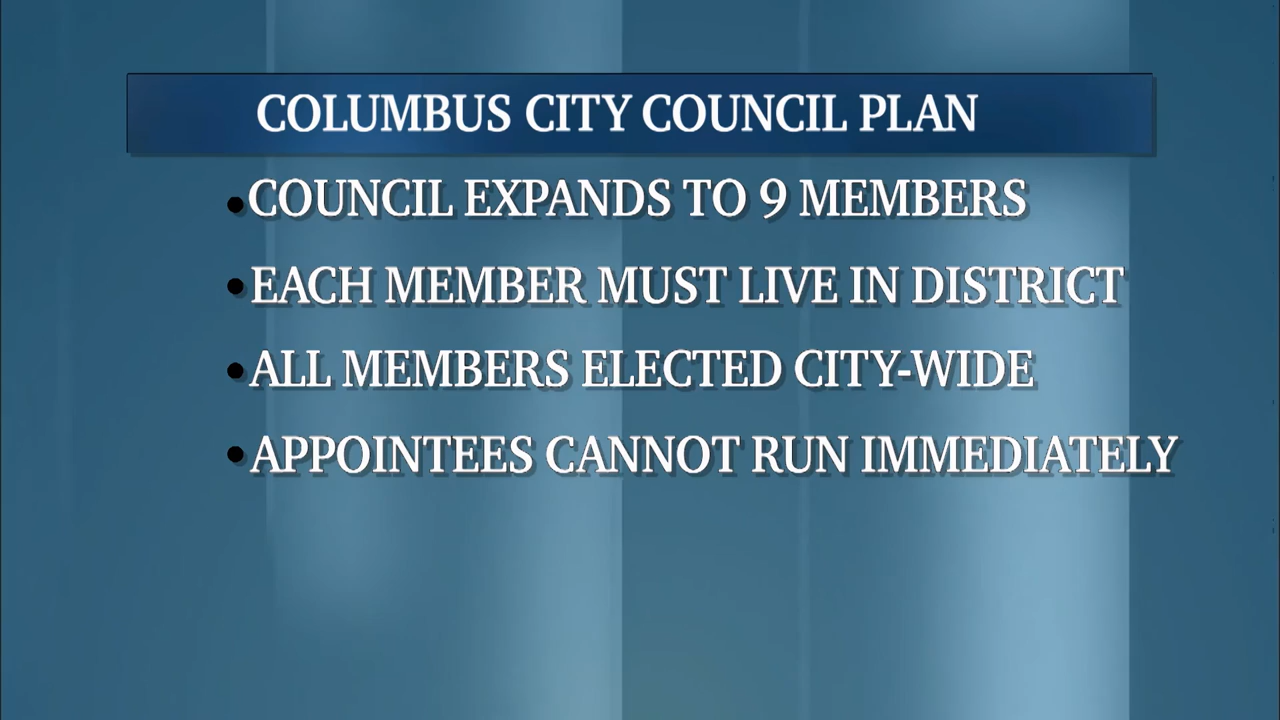 COLUMBUS CITY COUNCIL PLAN
•COUNCIL EXPANDS TO 9 MEMBERS
•EACH MEMBER MUST LIVE IN DISTRICT
•ALL MEMBERS ELECTED CITY-WIDE
•APPOINTEES CANNOT RUN IMMEDIATELY